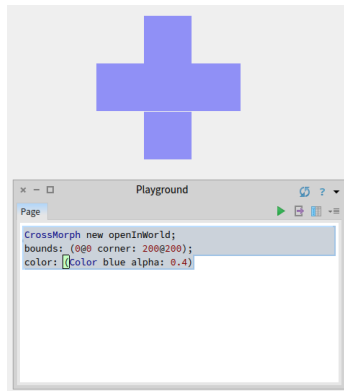 Playground
?
Page
CrossMorph new openInWorld;
bounds: (0@0 corner: 200@200);
color: (Color blue alpha: 0.4)